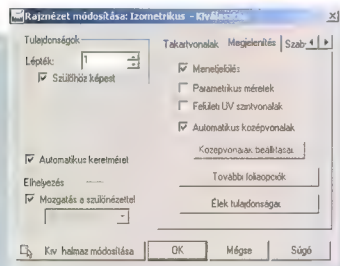 Rajznézet módosítása: Izometrikus - Kiválasztás
Tulajdonságok
Lépték:
1
Szülőhöz képest
Automatikus keretméret
Elhelyezés
Mozgatás a szülőnézettel
Takartvonalak Megjelenítés Szab
Menetjelölés
Parametrikus méretek
Felületi UV szintvonalak
Automatikus középvonalak
Középvonalak beállításai
További fóliaopciók
Élek tulajdonságai
Kiv. halmaz módosítása
OK
Mégse
Súgó